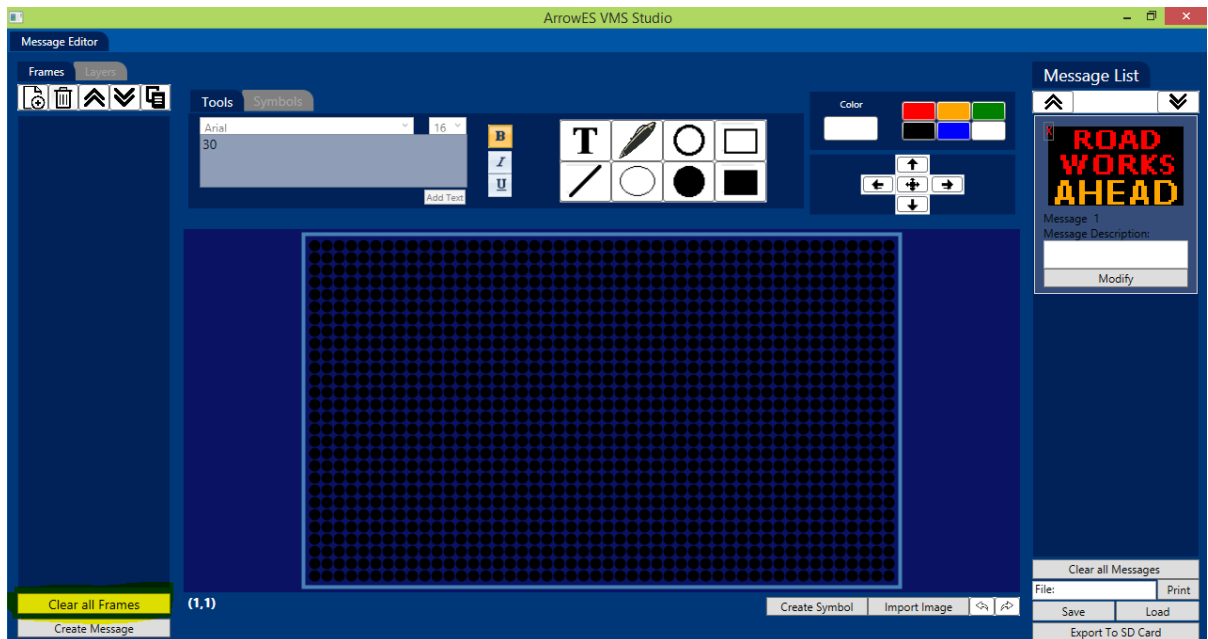 ArrowES VMS Studio
Message Editor
Frames
Layers
Tools
Symbols
Arial
16
30
Add Text
B
I
U
T
Color
Message List
X
ROAD
WORKS
AHEAD
Message 1
Message Description:
Modify
Clear all Frames
Create Message
(1,1)
Create Symbol
Import Image
Clear all Messages
File:
Print
Save
Load
Export To SD Card